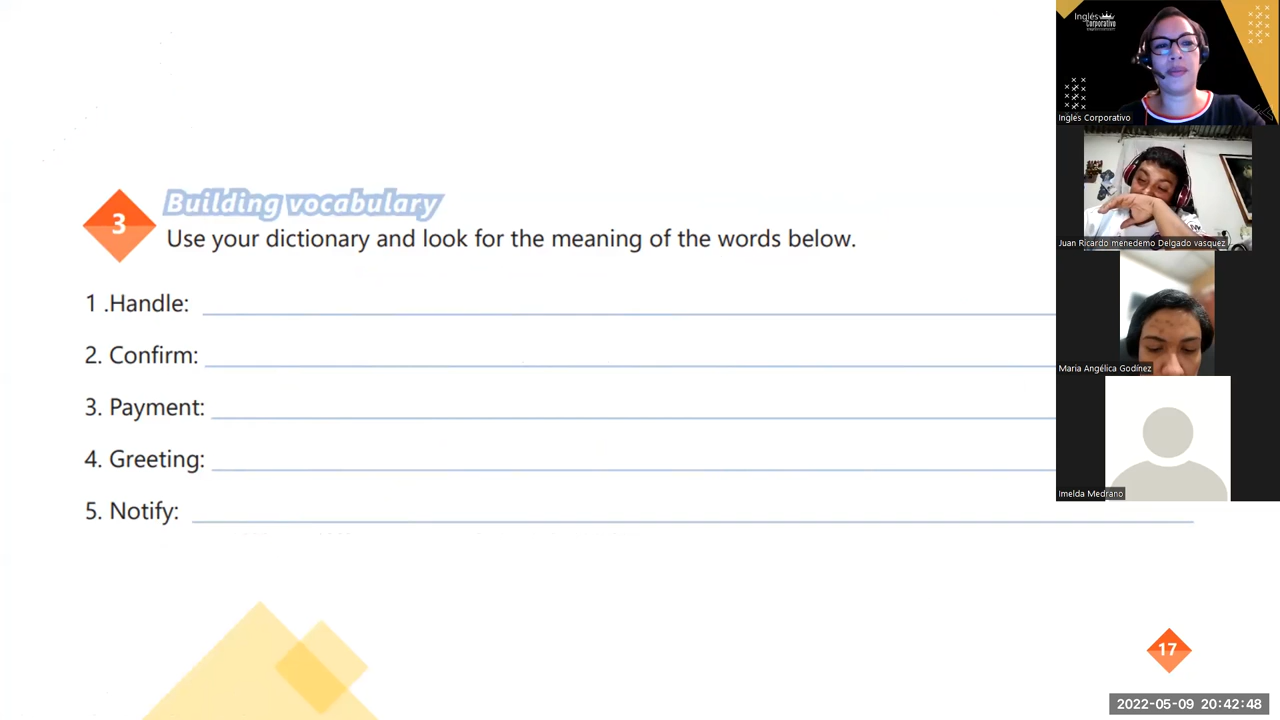 Building vocabulary
3
Use your dictionary and look for the meaning of the words below.
1 .Handle:
2. Confirm:
3. Payment:
4. Greeting:
5. Notify:
17
Inglés
Corporativo
Inglés Corporativo
Juan Ricardo menedemo Delgado vasquez
Maria Angélica Godínez
Imelda Medrano
2022-05-09 20:42:48